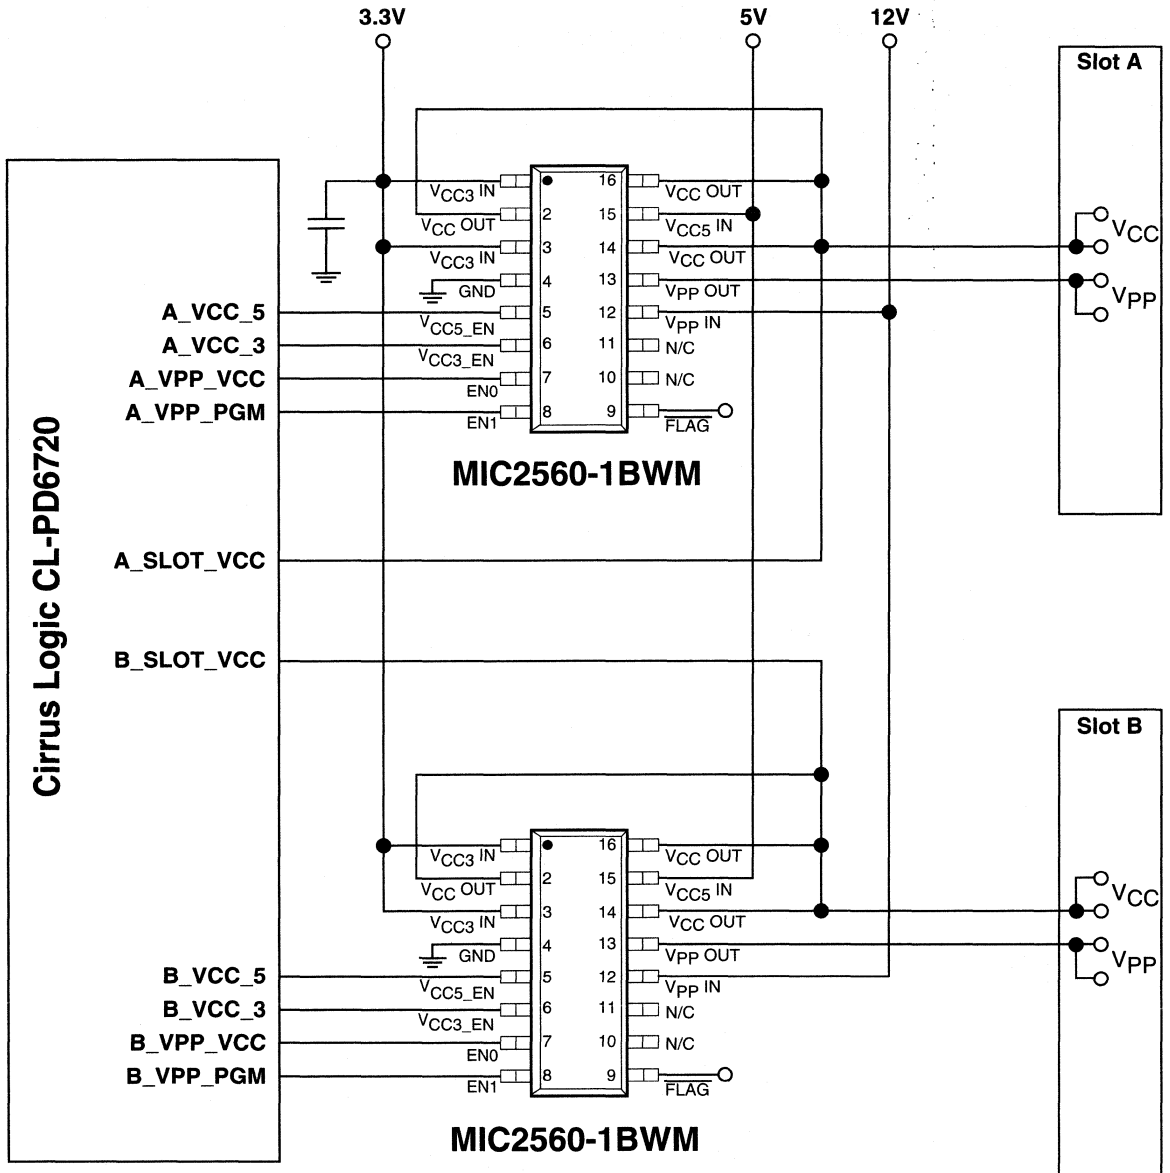 3.3V
5V
12V
Slot A
VCC3 IN
16
VCC OUT
VCC OUT
2
15
VCC5 IN
VCC
VCC3 IN
3
14
VCC OUT
GND
4
13
VPP OUT
VPP
A_VCC_5
VCC5_EN
5
12
VPP IN
A_VCC_3
VCC3_EN
6
11
N/C
A_VPP_VCC
EN0
7
10
N/C
A_VPP_PGM
EN1
8
9
FLAG
MIC2560-1BWM
Cirrus Logic CL-PD6720
A_SLOT_VCC
B_SLOT_VCC
Slot B
VCC3 IN
16
VCC OUT
VCC OUT
2
15
VCC5 IN
VCC
VCC3 IN
3
14
VCC OUT
GND
4
13
VPP OUT
VPP
B_VCC_5
VCC5_EN
5
12
VPP IN
B_VCC_3
VCC3_EN
6
11
N/C
B_VPP_VCC
EN0
7
10
N/C
B_VPP_PGM
EN1
8
9
FLAG
MIC2560-1BWM